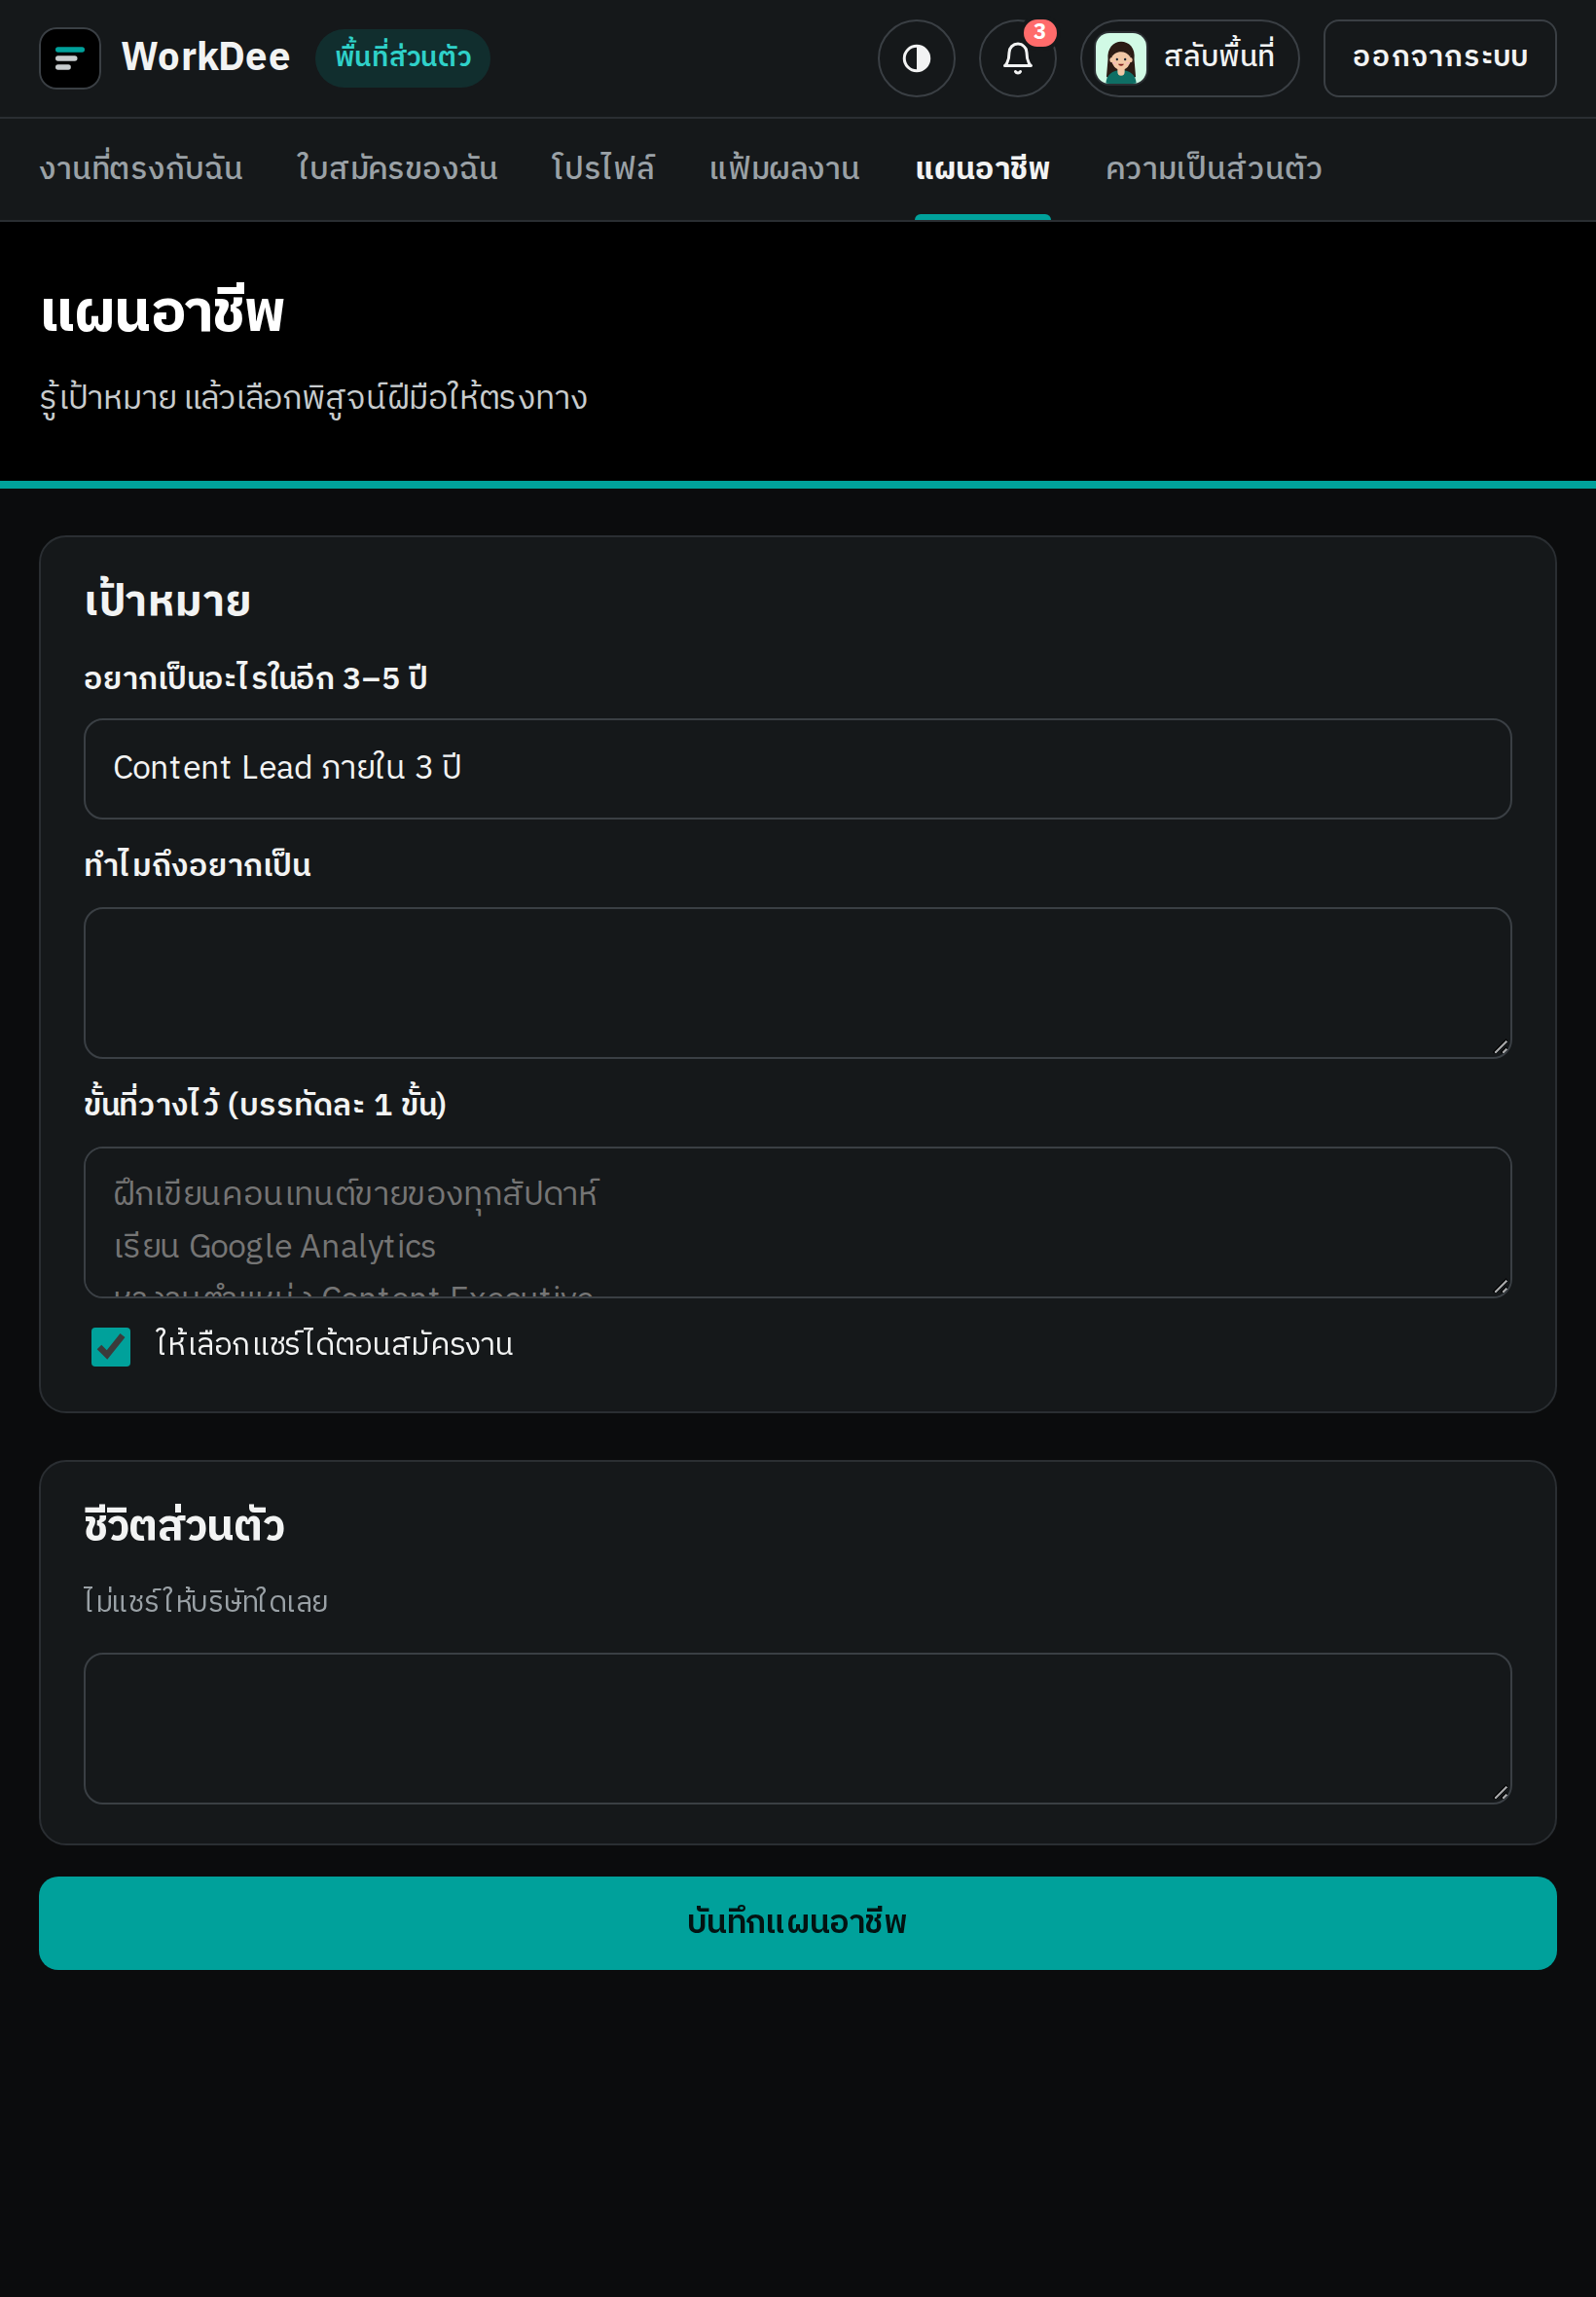 WorkDee
พื้นที่ส่วนตัว
3
สลับพื้นที่
ออกจากระบบ
งานที่ตรงกับฉัน
ใบสมัครของฉัน
โปรไฟล์
แฟ้มผลงาน
แผนอาชีพ
ความเป็นส่วนตัว
แผนอาชีพ
รู้เป้าหมาย แล้วเลือกพิสูจน์ฝีมือให้ตรงทาง
เป้าหมาย
อยากเป็นอะไรในอีก 3–5 ปี
Content Lead ภายใน 3 ปี
ทำไมถึงอยากเป็น
ขั้นที่วางไว้ (บรรทัดละ 1 ขั้น)
ฝึกเขียนคอนเทนต์ขายของทุกสัปดาห์
เรียน Google Analytics
หางานตำแหน่ง Content Executive
ให้เลือกแชร์ได้ตอนสมัครงาน
ชีวิตส่วนตัว
ไม่แชร์ให้บริษัทใดเลย
บันทึกแผนอาชีพ